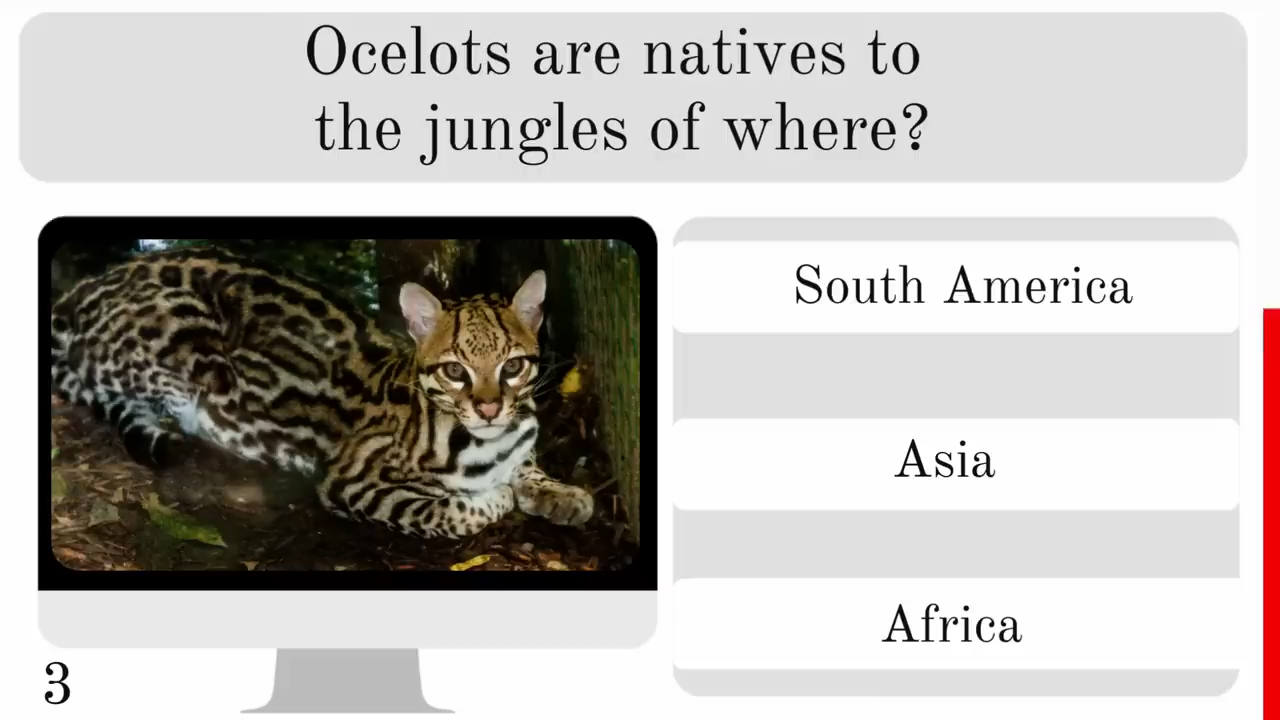 Ocelots are natives to
the jungles of where?
South America
Asia
Africa
3